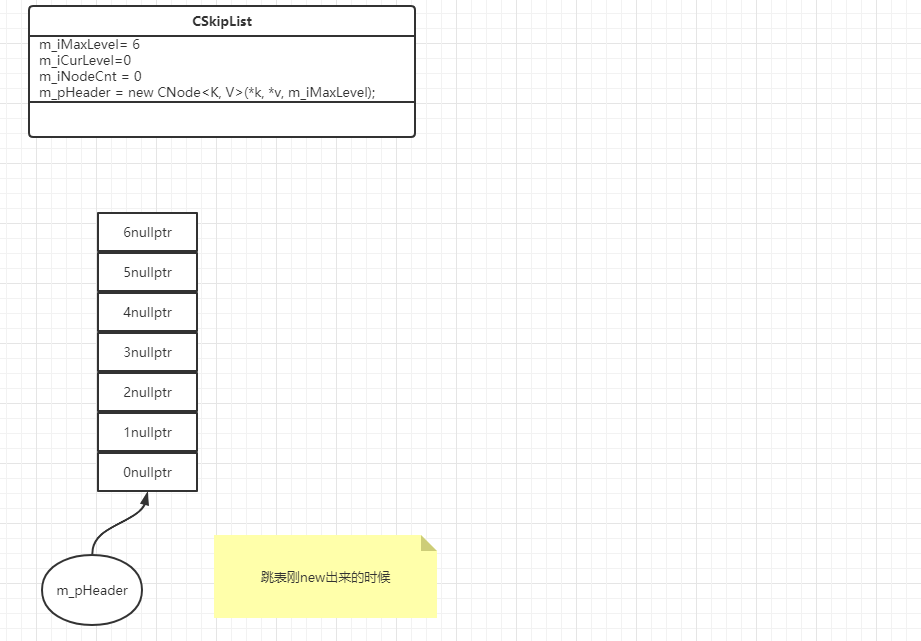 CSkipList
m_iMaxLevel= 6
m_iCurLevel=0
m_iNodeCnt = 0
m_pHeader = new CNode<K, V>(*k, *v, m_iMaxLevel);
6nullptr
5nullptr
4nullptr
3nullptr
2nullptr
1nullptr
0nullptr
m_pHeader
跳表刚new出来的时候